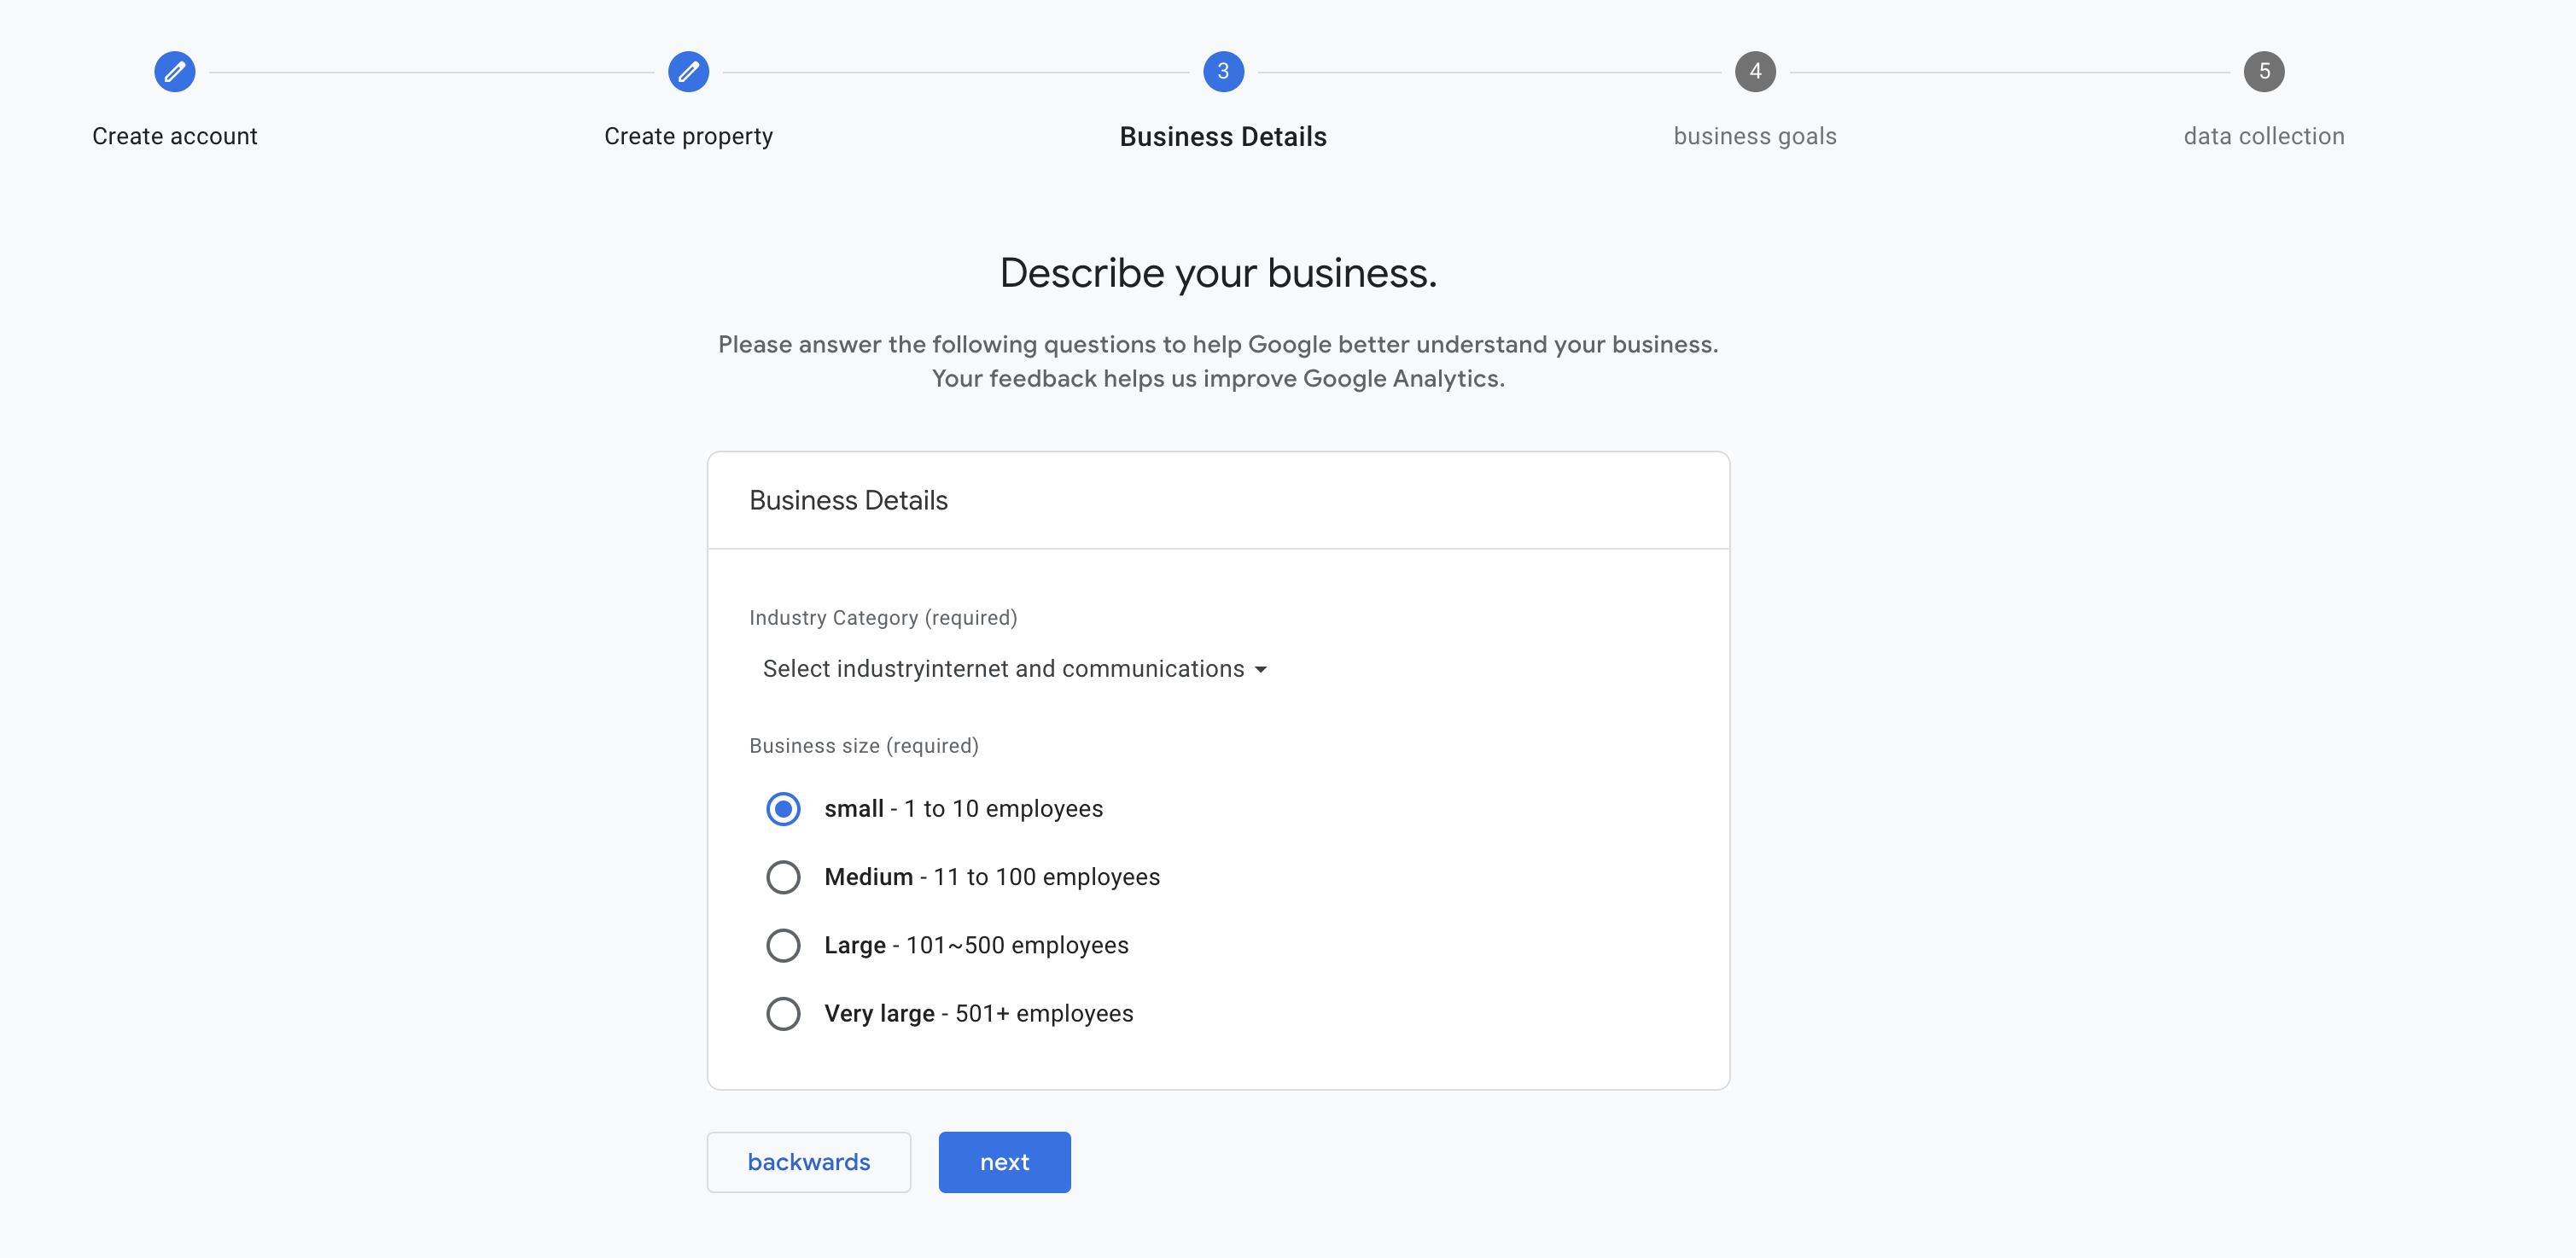 3
4
5
Create account
Create property
Business Details
business goals
data collection
Describe your business.
Please answer the following questions to help Google better understand your business.
Your feedback helps us improve Google Analytics.
Business Details
Industry Category (required)
Select industryinternet and communications
Business size (required)
small - 1 to 10 employees
Medium - 11 to 100 employees
Large - 101~500 employees
Very large - 501+ employees
backwards
next